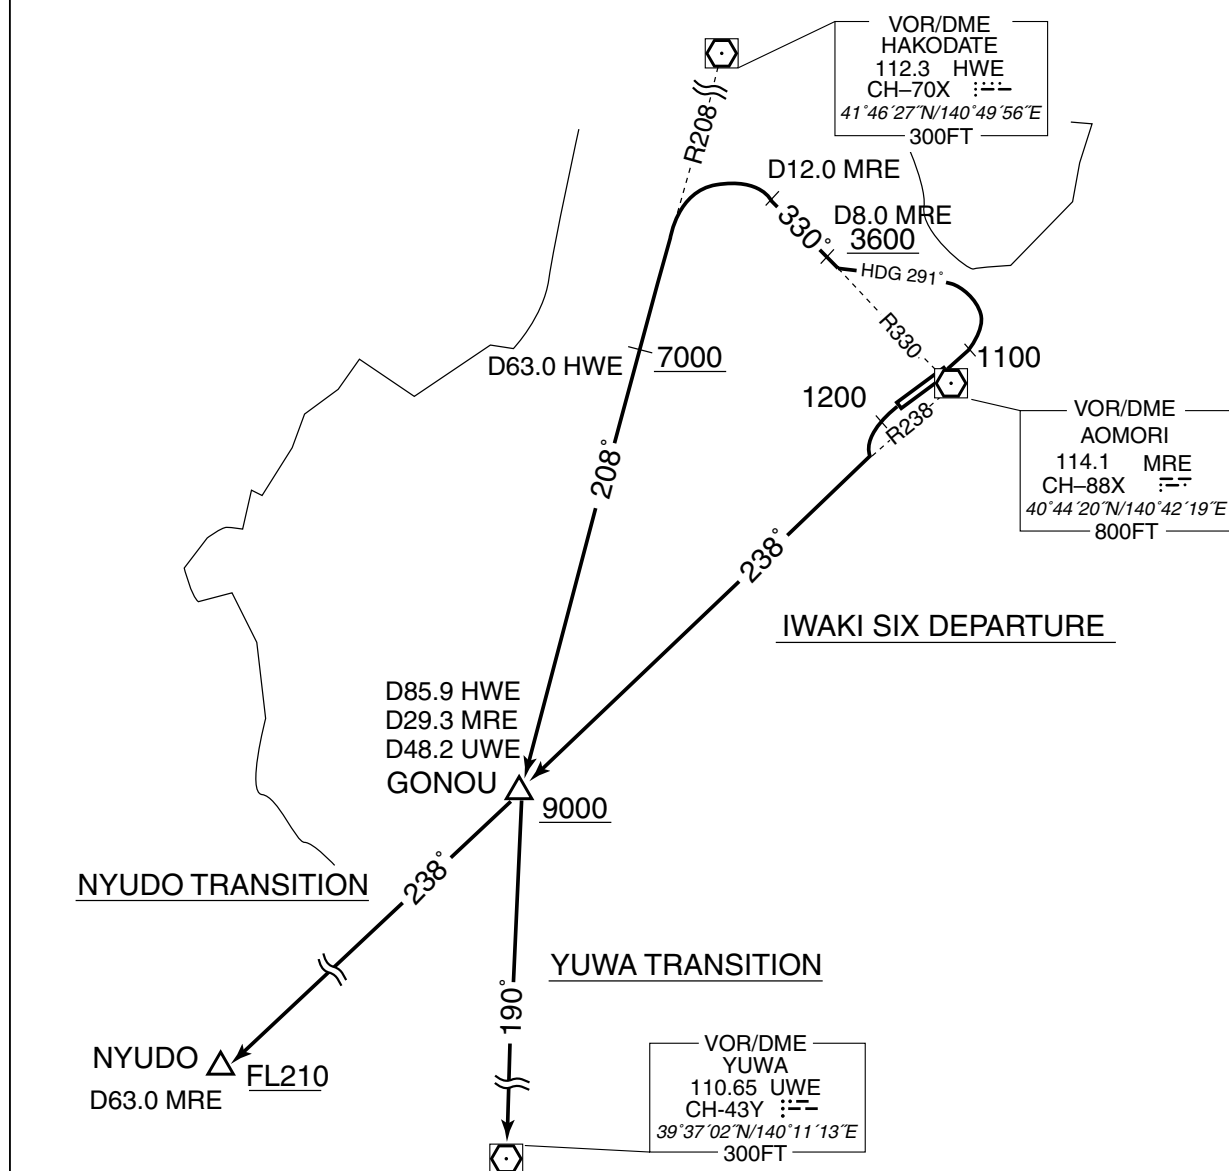 VOR/DME
HAKODATE
112.3 HWE
CH–70X
41°46´27˝N/140°49´56˝E
300FT
R208
D12.0 MRE
330°
D8.0 MRE
3600
HDG 291°
R330
1100
D63.0 HWE
7000
1200
R238
VOR/DME
AOMORI
114.1 MRE
CH–88X
40°44´20˝N/140°42´19˝E
800FT
208°
238°
IWAKI SIX DEPARTURE
D85.9 HWE
D29.3 MRE
D48.2 UWE
GONOU
9000
238°
NYUDO TRANSITION
YUWA TRANSITION
190°
NYUDO
FL210
D63.0 MRE
VOR/DME
YUWA
110.65 UWE
CH-43Y
39°37´02˝N/140°11´13˝E
300FT